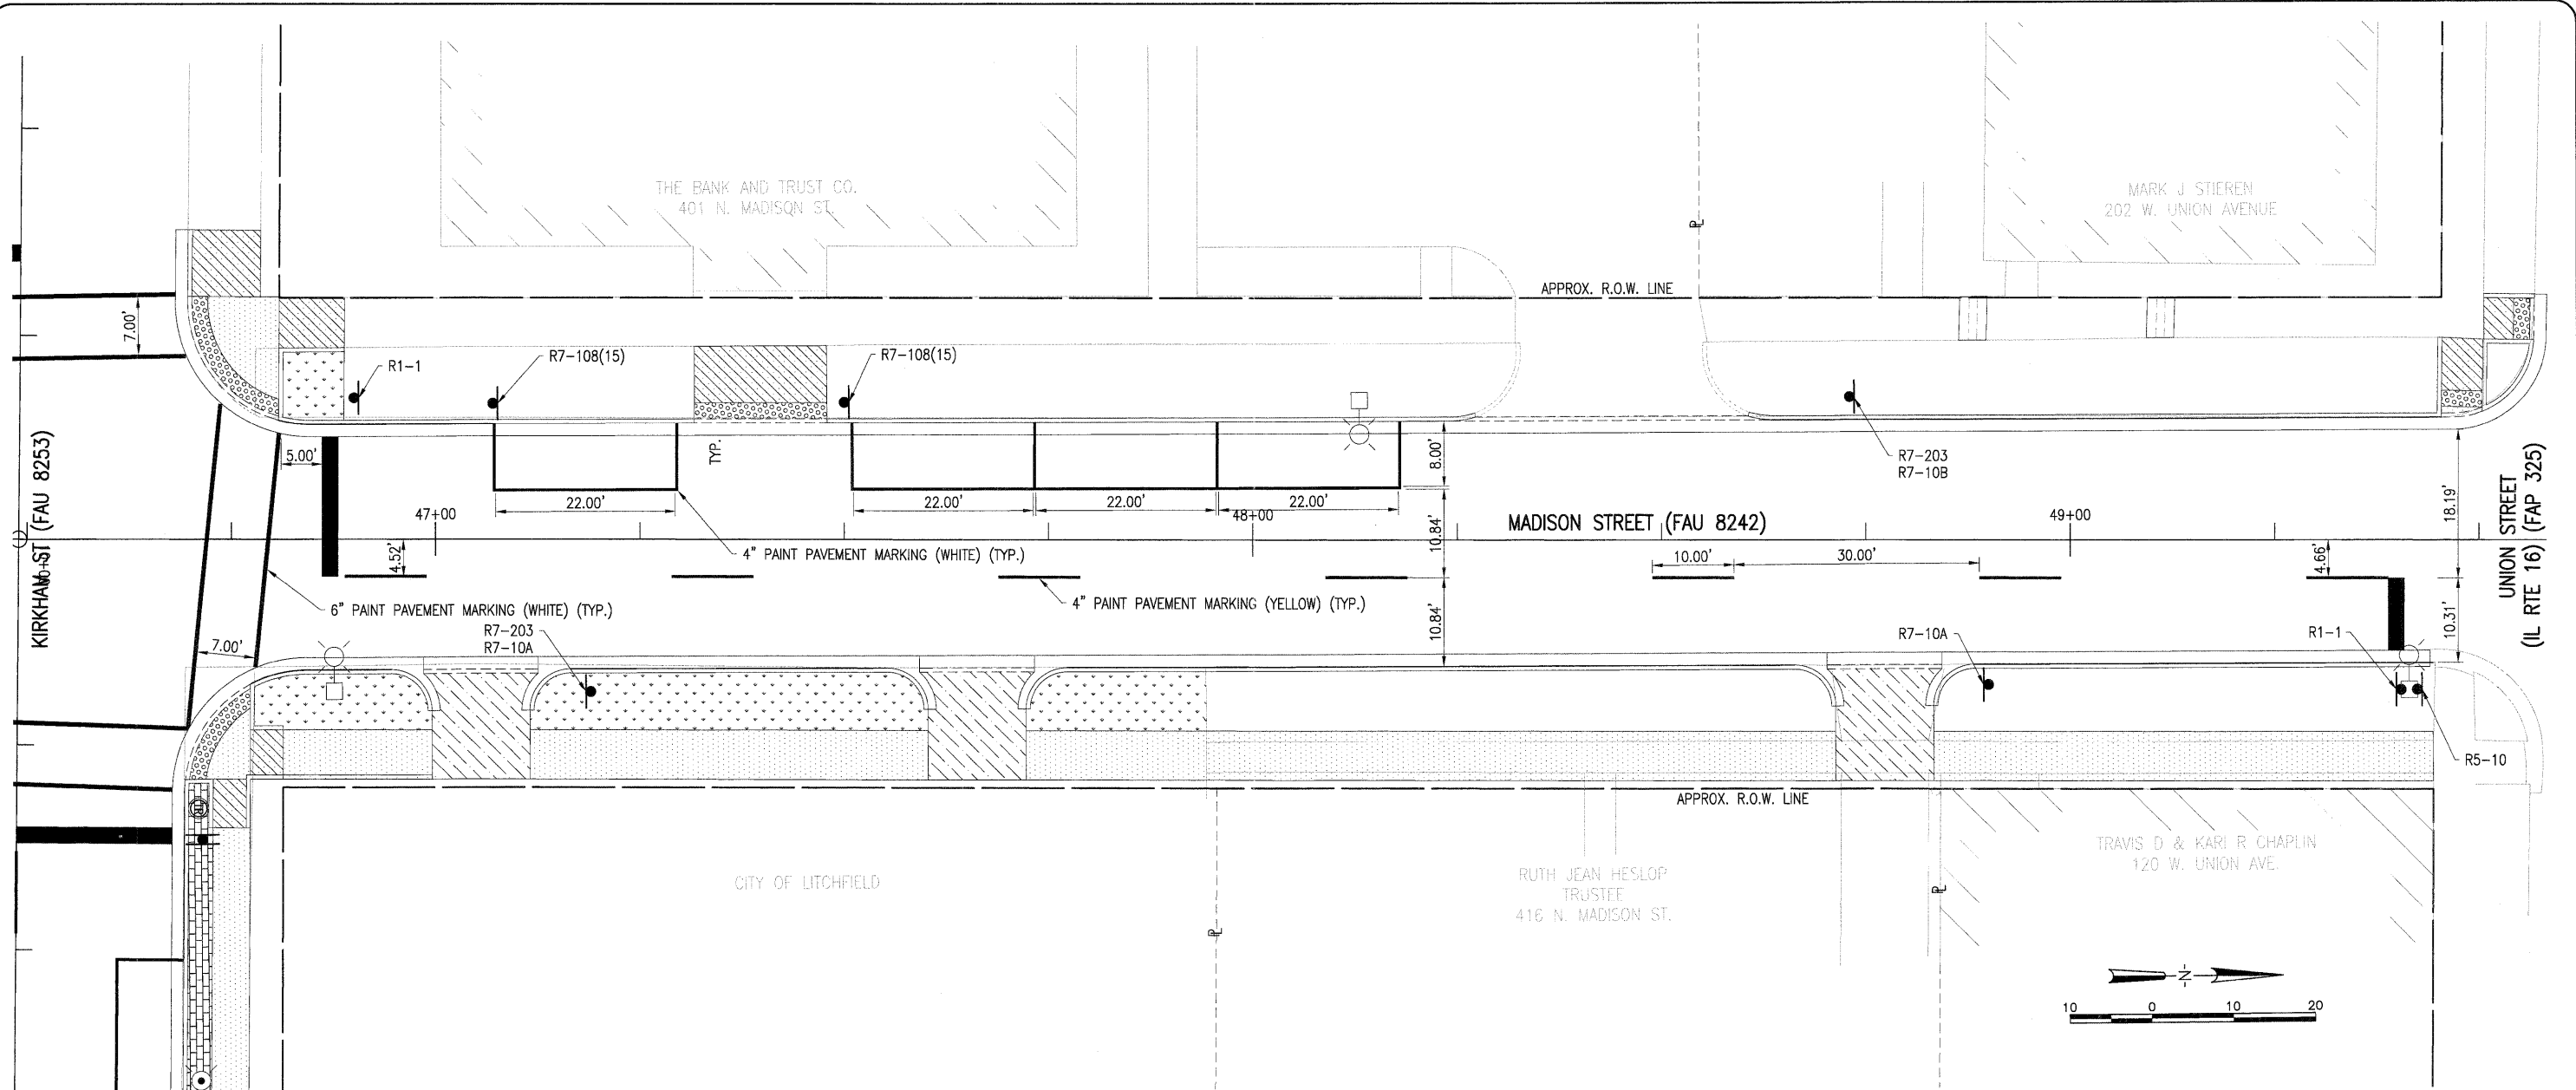 THE BANK AND TRUST CO.
401 N. MADISON ST.
MARK J STIEREN
202 W. UNION AVENUE
APPROX. R.O.W. LINE
7.00'
R1-1
R7-108(15)
R7-108(15)
R7-203
R7-10B
KIRKHAM ST (FAU 8253)
5.00'
TYP.
8.00'
22.00'
22.00'
22.00'
22.00'
47+00
48+00
MADISON STREET (FAU 8242)
49+00
18.19'
UNION STREET
(IL RTE 16) (FAP 325)
4.52'
4" PAINT PAVEMENT MARKING (WHITE) (TYP.)
10.84'
10.00'
30.00'
4.66'
6" PAINT PAVEMENT MARKING (WHITE) (TYP.)
4" PAINT PAVEMENT MARKING (YELLOW) (TYP.)
10.84'
10.31'
7.00'
R7-203
R7-10A
R7-10A
R1-1
R5-10
APPROX. R.O.W. LINE
CITY OF LITCHFIELD
RUTH JEAN HESLOP
TRUSTEE
416 N. MADISON ST.
TRAVIS D & KARI R CHAPLIN
120 W. UNION AVE.
-N-
10 0 10 20